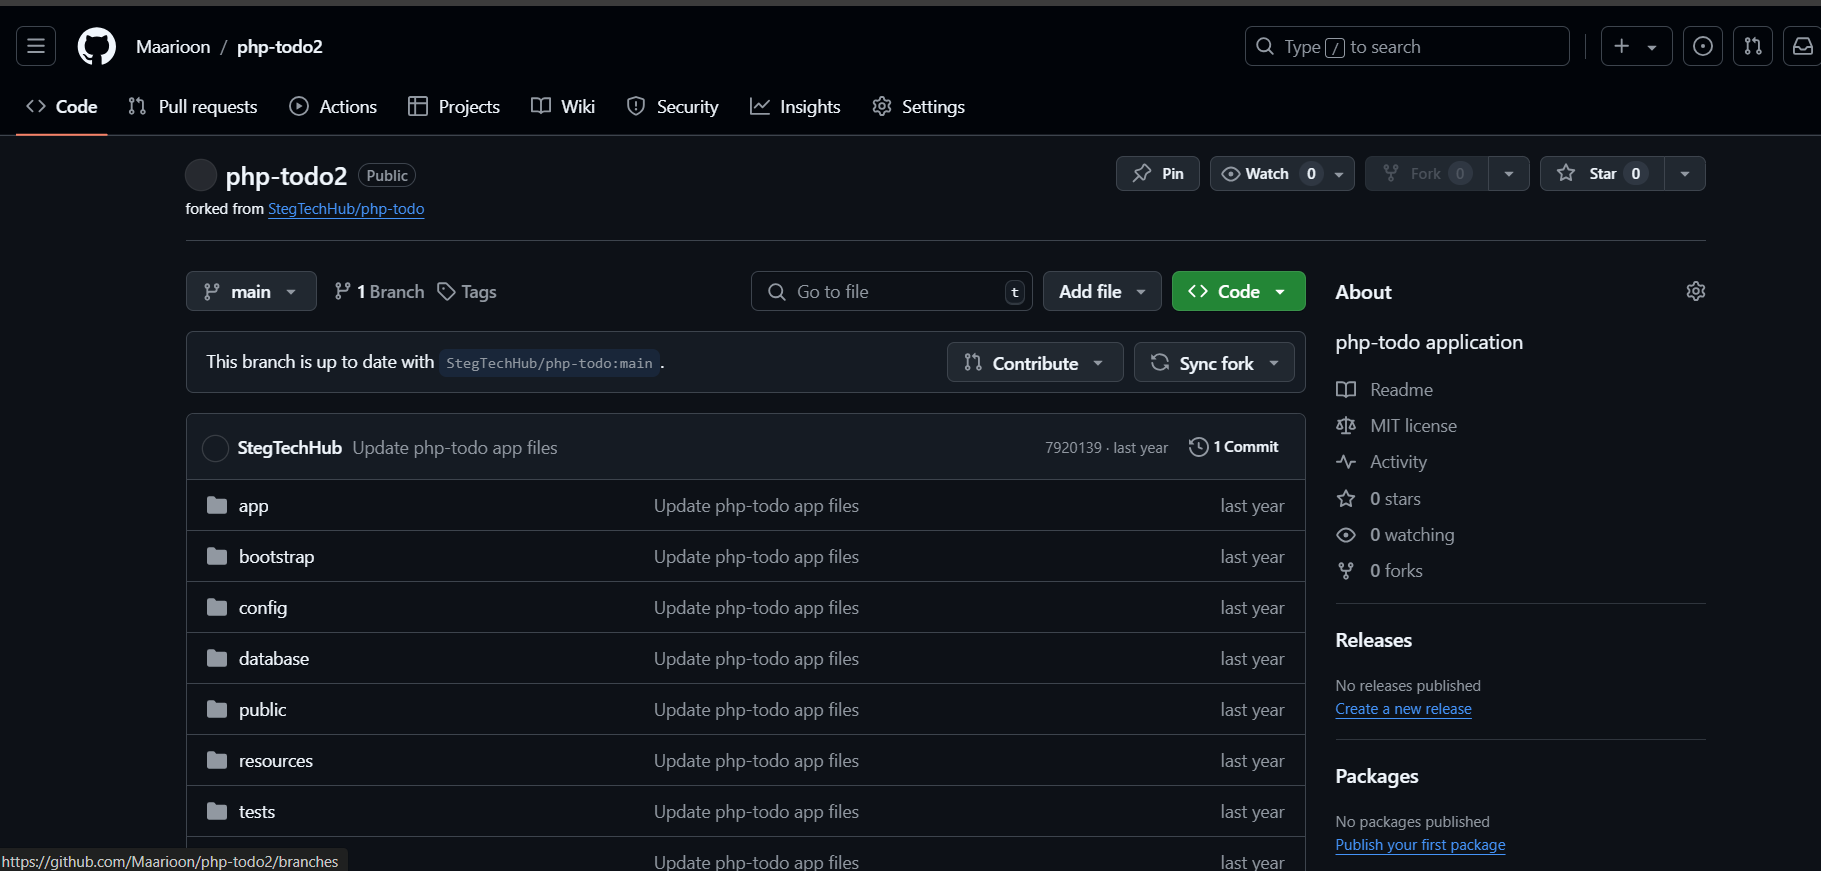 Maarioon / php-todo2
Type / to search
Code Pull requests Actions Projects Wiki Security Insights Settings
php-todo2 Public
Pin Watch 0 Fork 0 Star 0
forked from StegTechHub/php-todo
main 1 Branch Tags
Go to file t Add file Code
This branch is up to date with StegTechHub/php-todo:main .
Contribute Sync fork
StegTechHub Update php-todo app files 7920139 · last year 1 Commit
app Update php-todo app files last year
bootstrap Update php-todo app files last year
config Update php-todo app files last year
database Update php-todo app files last year
public Update php-todo app files last year
resources Update php-todo app files last year
tests Update php-todo app files last year
Update php-todo app files last year
About
php-todo application
Readme
MIT license
Activity
0 stars
0 watching
0 forks
Releases
No releases published
Create a new release
Packages
No packages published
Publish your first package
https://github.com/Maarioon/php-todo2/branches